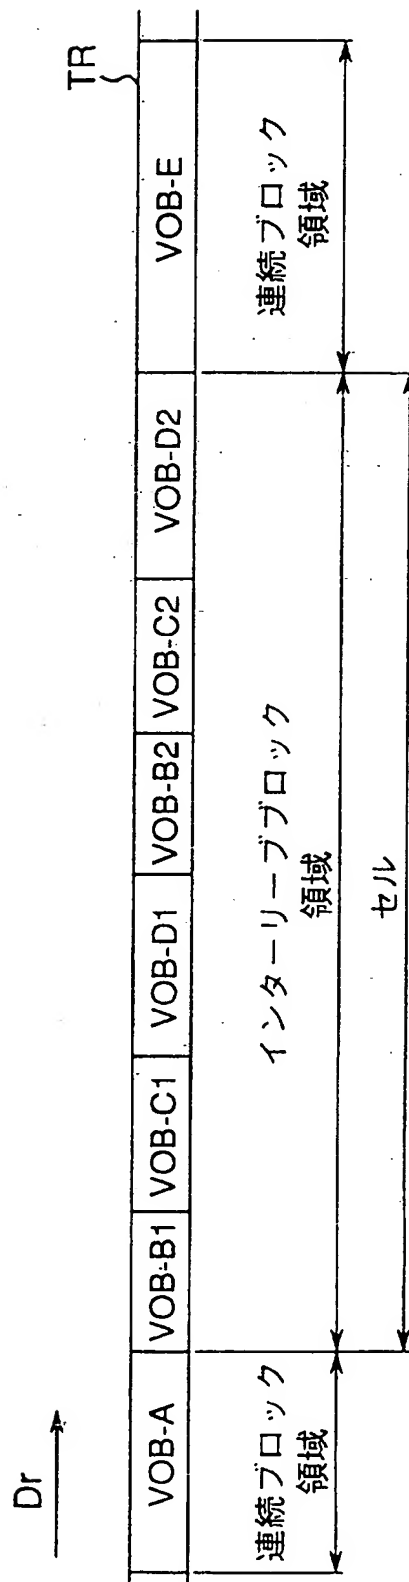 Dr
TR
VOB-A
VOB-B1
VOB-C1
VOB-D1
VOB-B2
VOB-C2
VOB-D2
VOB-E
連続ブロック
領域
インターリーブブロック
領域
連続ブロック
領域
セル